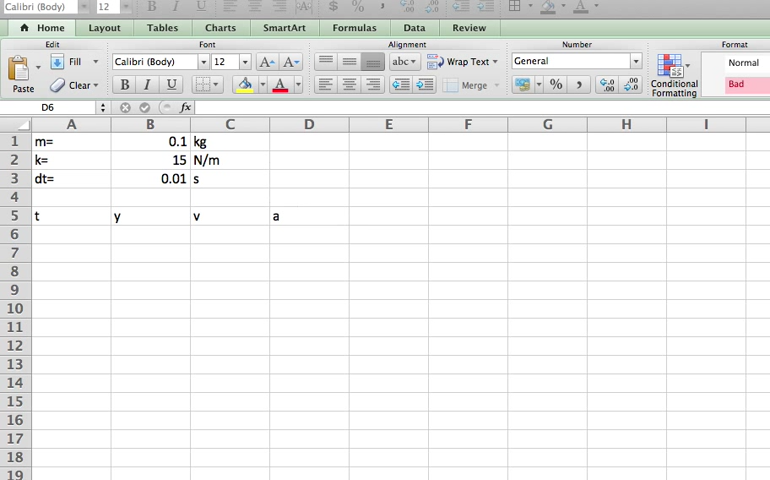 Calibri (Body) 12 B I U A $ % A
Home Layout Tables Charts SmartArt Formulas Data Review
Edit Font Alignment Number Format
Paste Fill Calibri (Body) 12 A A abc Wrap Text General Conditional Formatting Normal
Clear B I U A Merge % Bad
D6 fx
A B C D E F G H I
1 m= 0.1 kg
2 k= 15 N/m
3 dt= 0.01 s
4
5 t y v a
6
7
8
9
10
11
12
13
14
15
16
17
18
19